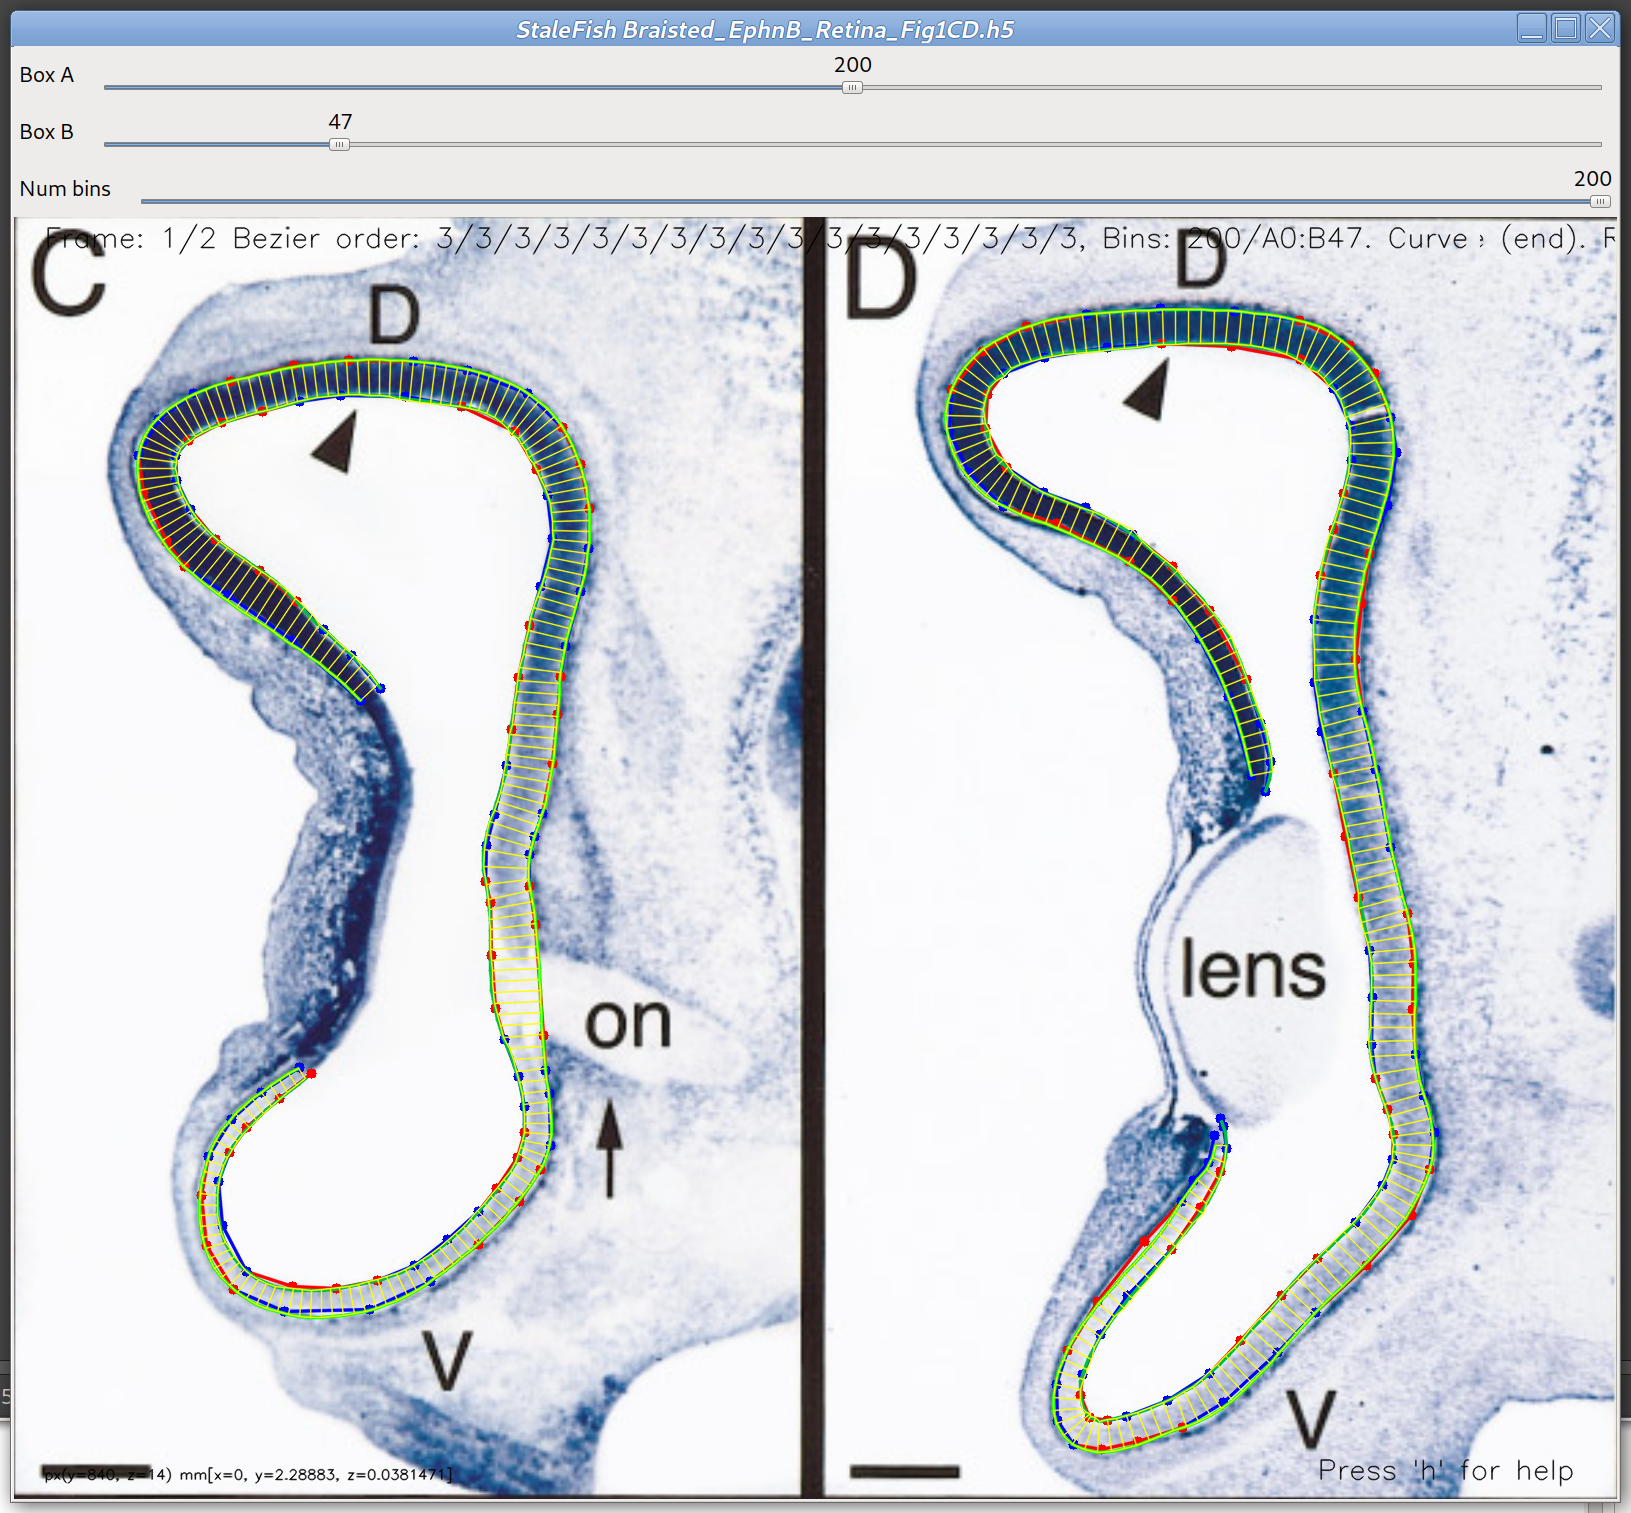 StaleFish Braisted_EphnB_Retina_Fig1CD.h5
Box A
200
Box B
47
Num bins
200
Frame: 1/2 Bezier order: 3/3/3/3/3/3/3/3/3/3/3/3/3/3/3/3, Bins: 200/A0:B47. Curve (end).
C
D
D
D
on
lens
V
V
px(y=840, z=14) mm[x=0, y=2.28883, z=0.0381471]
Press 'h' for help